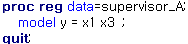 proc reg data=supervisor_A;
model y = x1 x3 ;
quit;